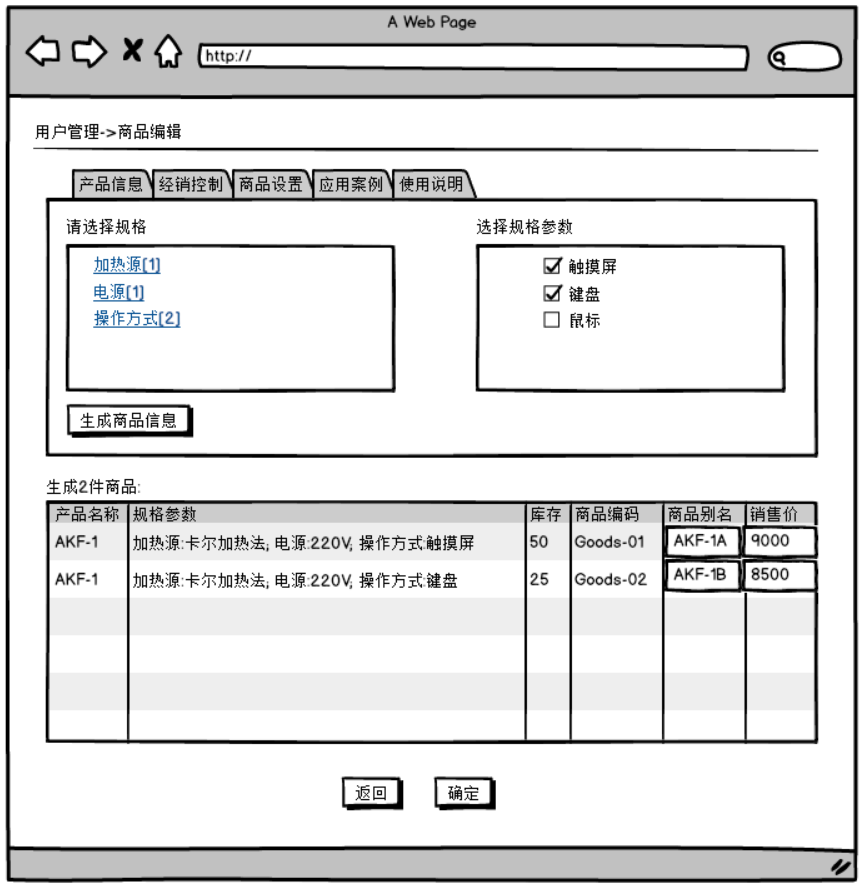 A Web Page
http://
用户管理->商品编辑
产品信息 经销控制 商品设置 应用案例 使用说明
请选择规格 选择规格参数
加热源[1] 触摸屏
电源[1] 键盘
操作方式[2] 鼠标
生成商品信息
生成2件商品:
产品名称 规格参数 库存 商品编码 商品别名 销售价
AKF-1 加热源:卡尔加热法; 电源:220V, 操作方式:触摸屏 50 Goods-01 AKF-1A 9000
AKF-1 加热源:卡尔加热法; 电源:220V, 操作方式:键盘 25 Goods-02 AKF-1B 8500
返回 确定